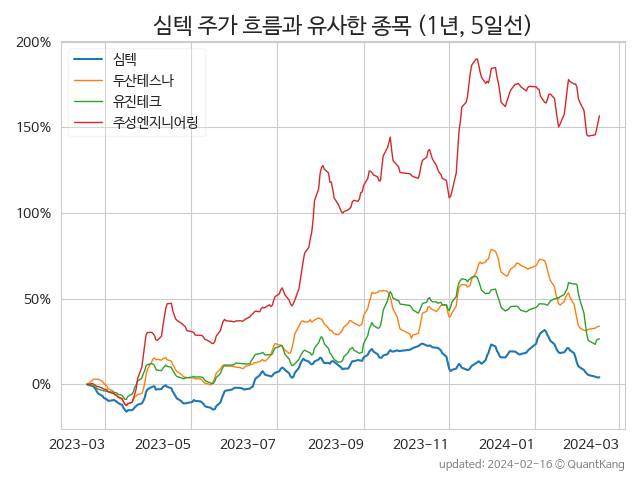 심텍 주가 흐름과 유사한 종목 (1년, 5일선)
심텍
두산테스나
유진테크
주성엔지니어링
200%
150%
100%
50%
0%
2023-03 2023-05 2023-07 2023-09 2023-11 2024-01 2024-03
updated: 2024-02-16 © QuantKang